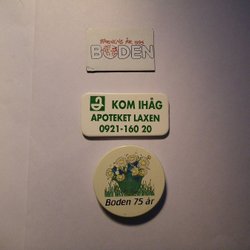 BODEN
KOM IHÅG
APOTEKET LAXEN
0921-160 20
Boden 75 år